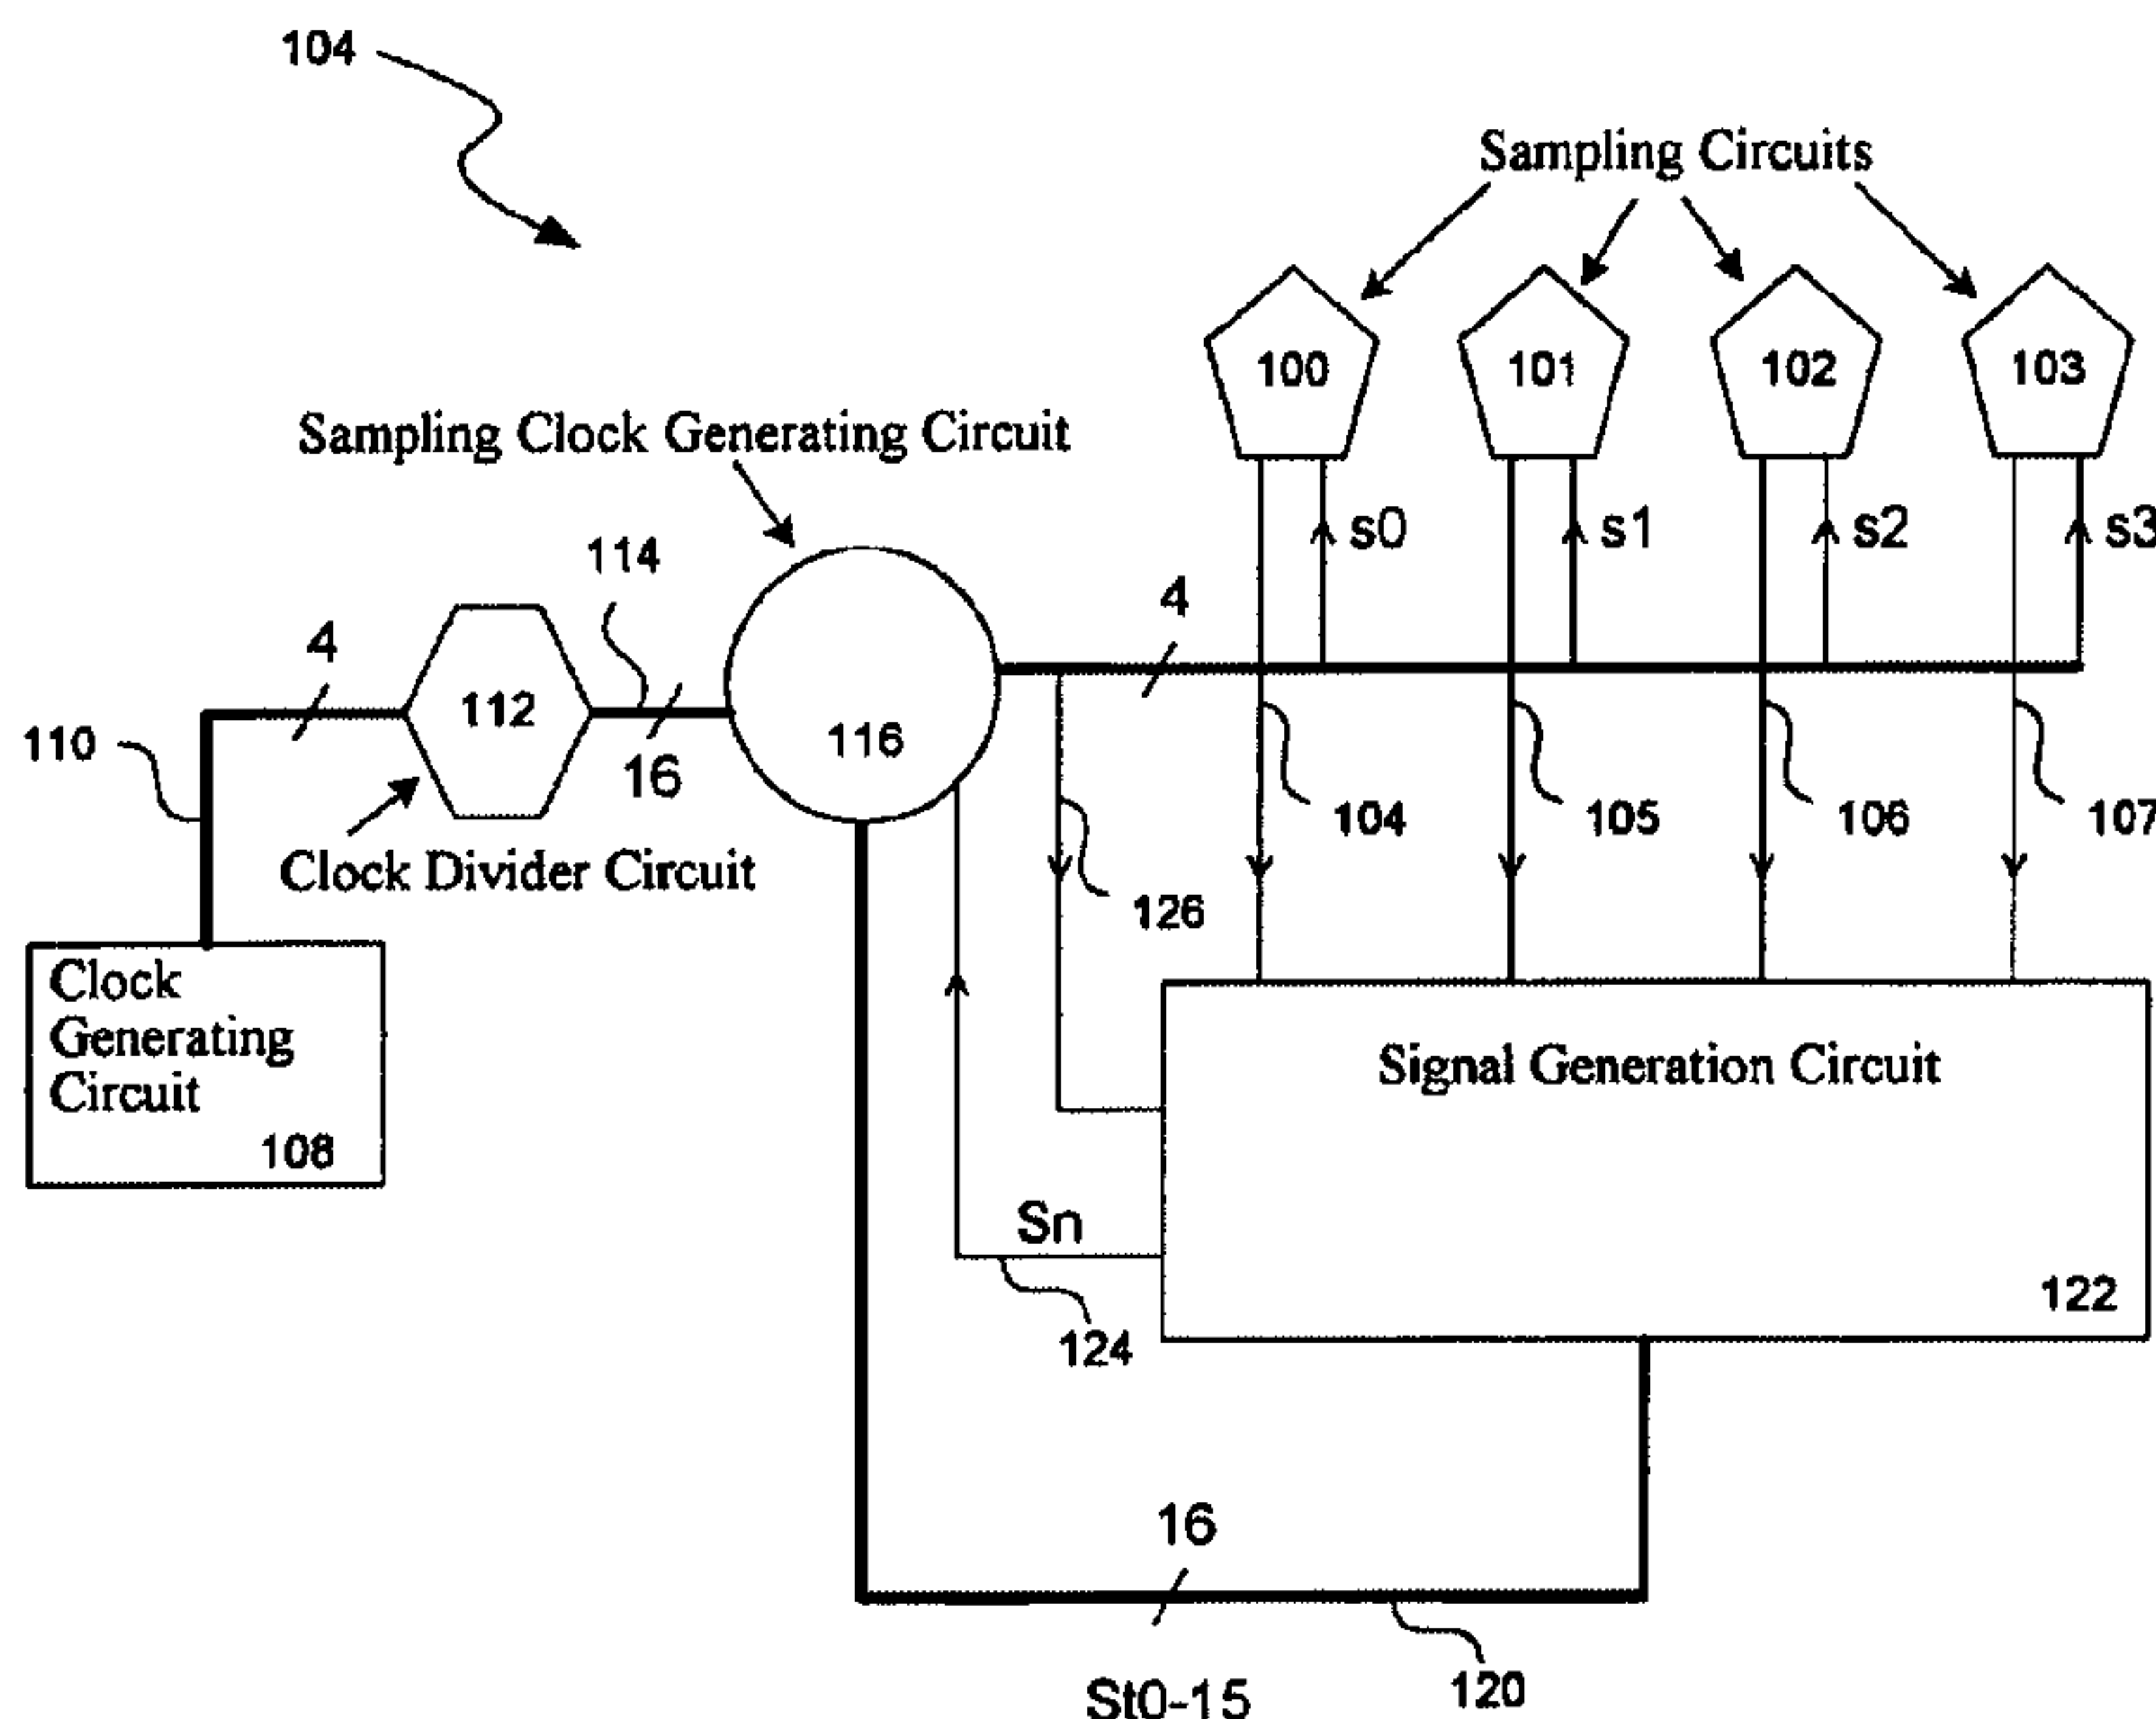 104
Sampling Circuits
100
101
102
103
Sampling Clock Generating Circuit
s0
s1
s2
s3
114
4
4
112
116
110
16
104
105
106
107
Clock Divider Circuit
126
Clock
Generating
Circuit
108
Signal Generation Circuit
Sn
122
124
16
St0-15
120